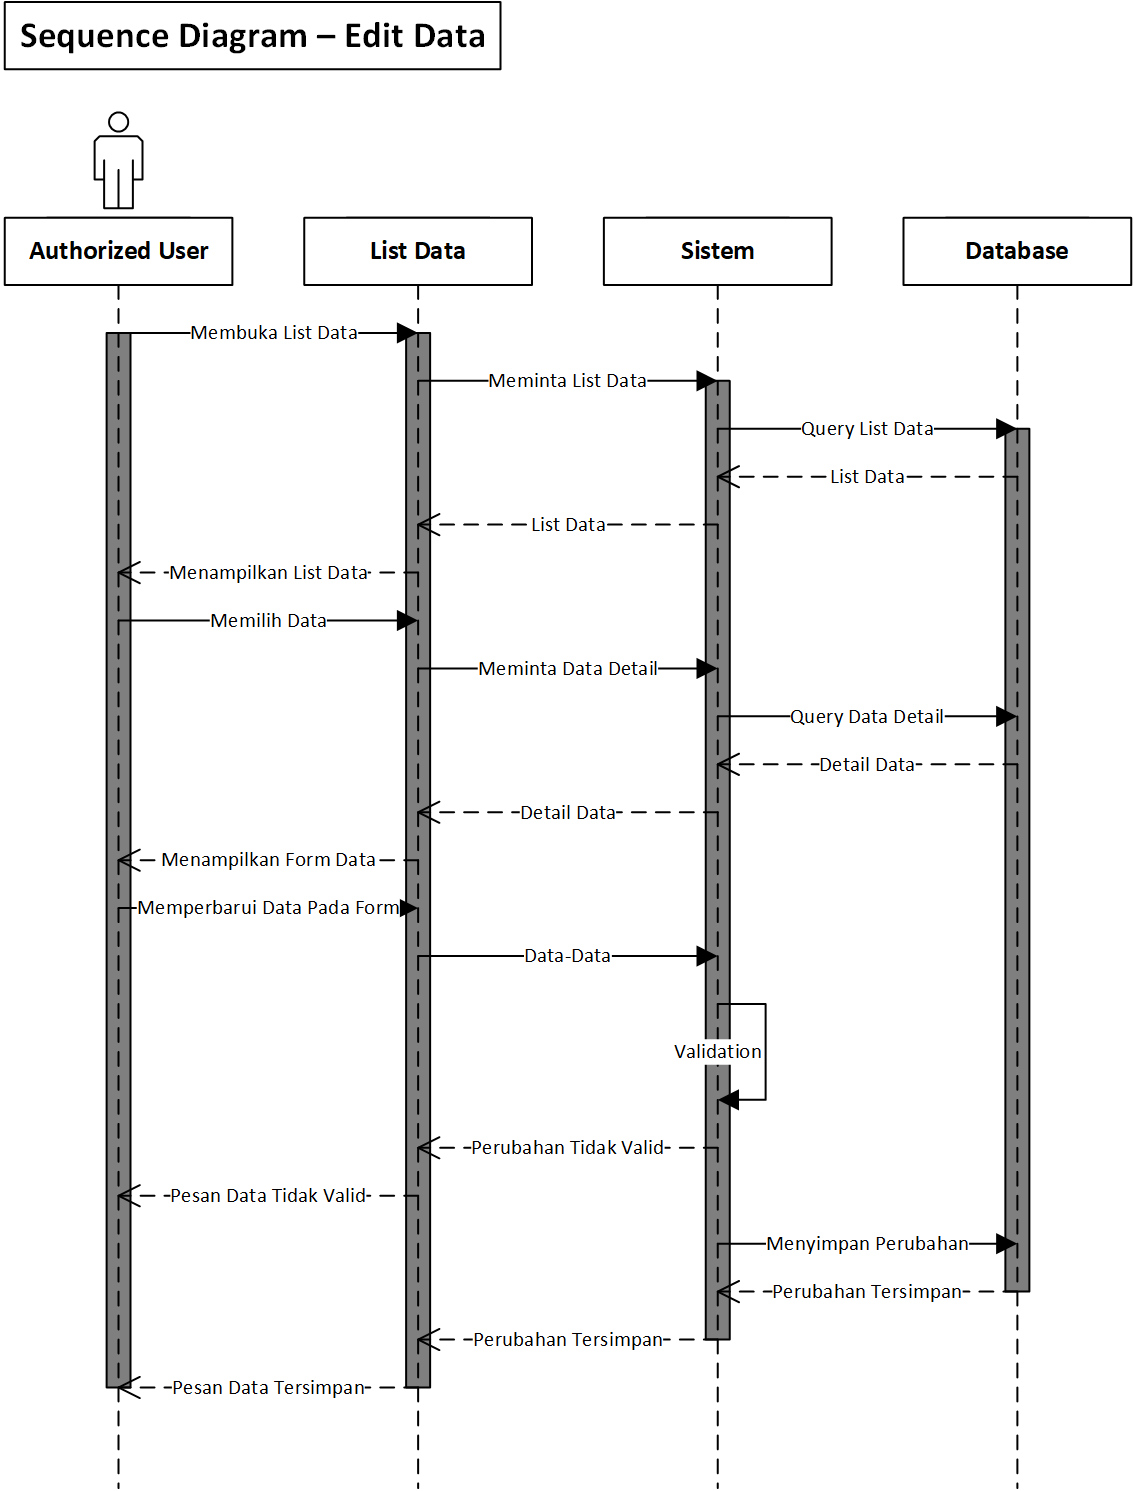 Sequence Diagram – Edit Data
Authorized User
List Data
Sistem
Database
Membuka List Data
Meminta List Data
Query List Data
List Data
List Data
Menampilkan List Data
Memilih Data
Meminta Data Detail
Query Data Detail
Detail Data
Detail Data
Menampilkan Form Data
Memperbarui Data Pada Form
Data-Data
Validation
Perubahan Tidak Valid
Pesan Data Tidak Valid
Menyimpan Perubahan
Perubahan Tersimpan
Perubahan Tersimpan
Pesan Data Tersimpan